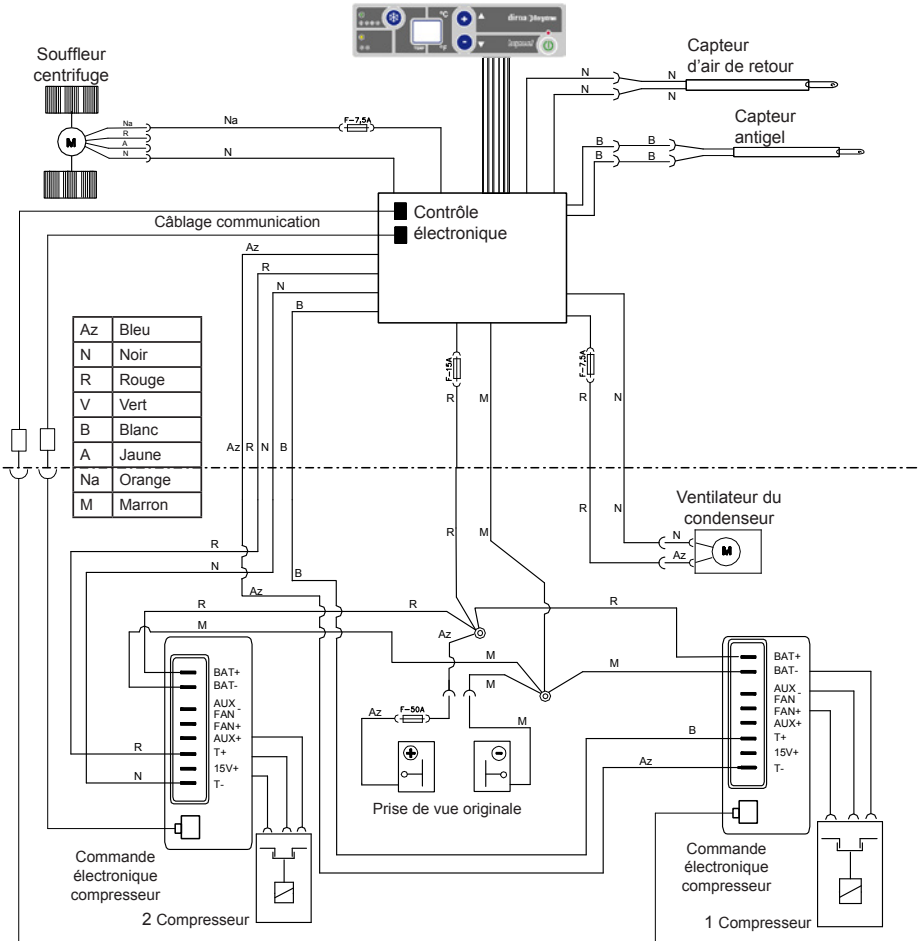 °C
°F
TEMP
dirna
Bergstrom
Souffleur
centrifuge
Capteur
d'air de retour
Capteur
antigel
Na
R
A
N
M
Na
F-7,5A
N
N
N
N
N
B
B
B
B
Câblage communication
Contrôle
électronique
Az
R
N
B
Az Bleu
N Noir
R Rouge
V Vert
B Blanc
A Jaune
Na Orange
M Marron
F-15A
R
M
F-7,5A
R
N
Az
R
N
B
R
M
R
N
Ventilateur du
condenseur
N
Az
M
R
N
B
Az
R
R
R
M
Az
M
M
M
Az
F-50A
M
+
-
Prise de vue originale
BAT+
BAT-
AUX -
FAN
FAN+
AUX+
T+
15V+
T-
R
N
Commande
électronique
compresseur
2 Compresseur
BAT+
BAT-
AUX -
FAN
FAN+
AUX+
T+
15V+
T-
B
Az
Commande
électronique
compresseur
1 Compresseur